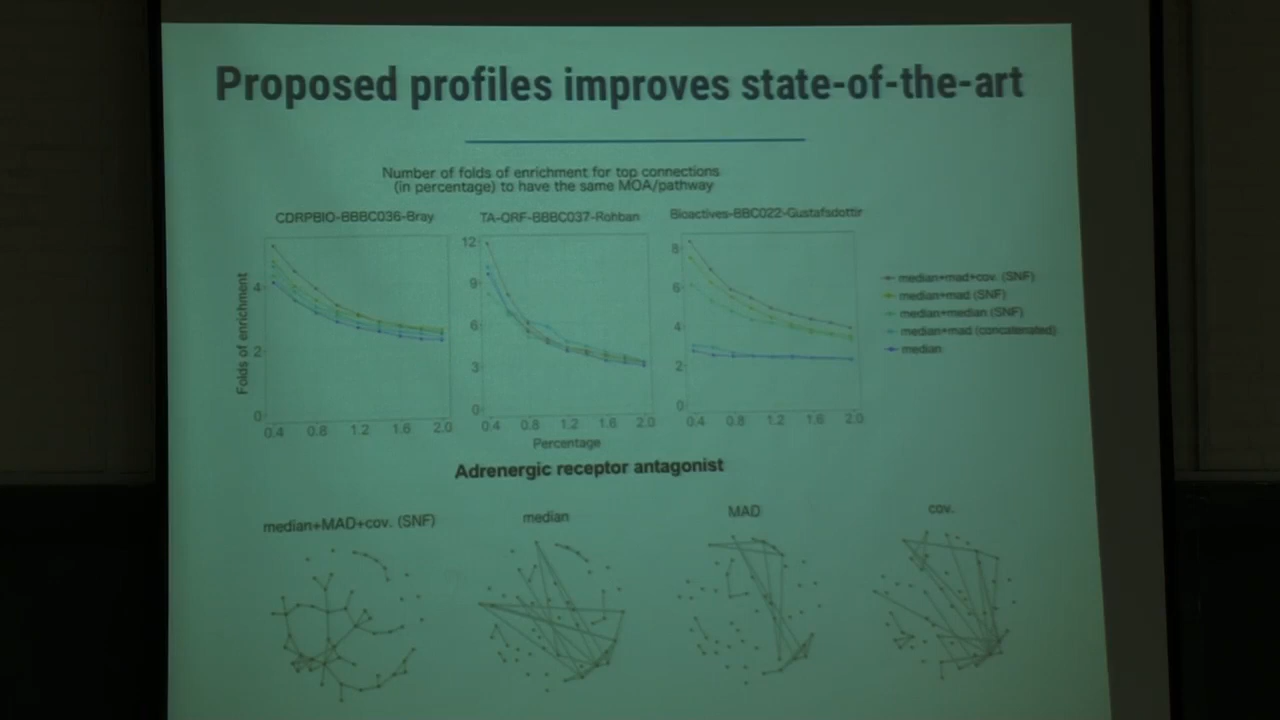 Proposed profiles improves state-of-the-art
Number of folds of enrichment for top connections
(in percentage) to have the same MOA/pathway
CDRPBIO-BBBC036-Bray
TA-ORF-BBBC037-Rohban
Bioactives-BBC022-Gustafsdottir
Folds of enrichment
4
2
0
0.4 0.8 1.2 1.6 2.0
12
9
6
3
0
0.4 0.8 1.2 1.6 2.0
8
6
4
2
0
0.4 0.8 1.2 1.6 2.0
Percentage
median+mad+cov. (SNF)
median+mad (SNF)
median+median (SNF)
median+mad (concatenated)
median
Adrenergic receptor antagonist
median+MAD+cov. (SNF)
median
MAD
cov.